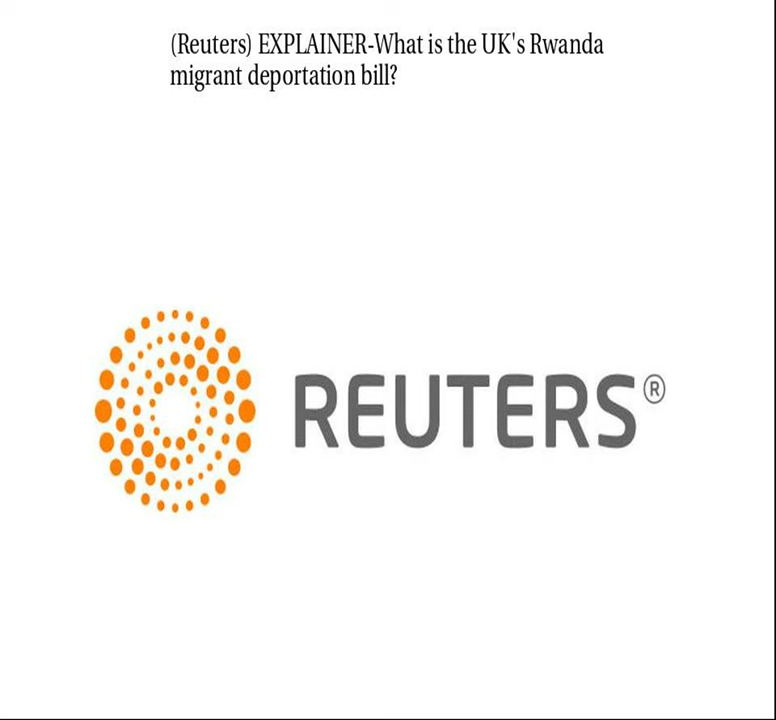 (Reuters) EXPLAINER-What is the UK's Rwanda
migrant deportation bill?
REUTERS®